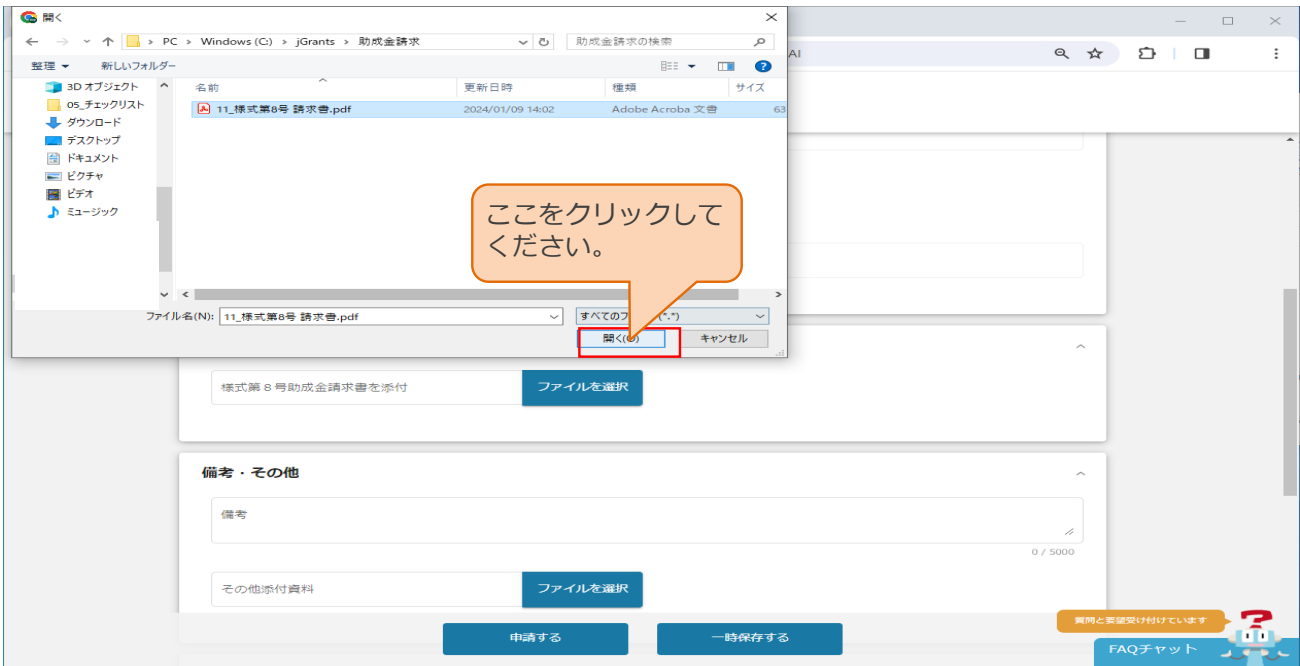 開く
PC › Windows (C:) › jGrants › 助成金請求
助成金請求の検索
AI
整理
新しいフォルダー
3D オブジェクト
05_チェックリスト
ダウンロード
デスクトップ
ドキュメント
ピクチャ
ビデオ
ミュージック
名前 更新日時 種類 サイズ
11_様式第8号 請求書.pdf 2024/01/09 14:02 Adobe Acroba 文書 63
ここをクリックして
ください。
ファイル名(N): 11_様式第8号 請求書.pdf
(*.*)
開く(O) キャンセル
様式第８号助成金請求書を添付 ファイルを選択
備考・その他
備考
0 / 5000
その他添付資料 ファイルを選択
申請する 一時保存する
質問と要望受け付けています
FAQチャット